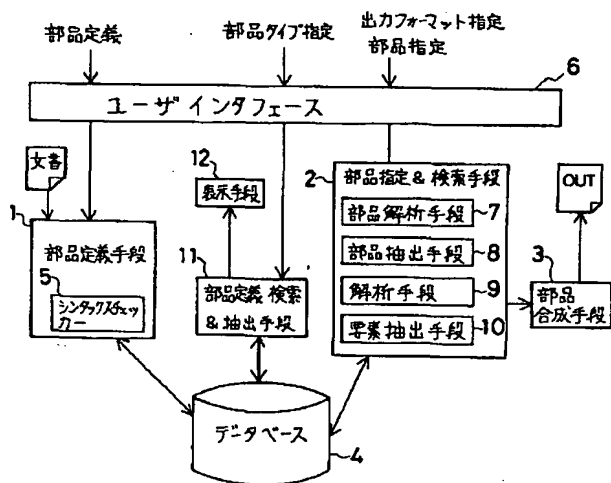 部品定義
部品タイプ指定
出力フォーマット指定
部品指定
6
ユーザインタフェース
文書
12
表示手段
2
部品指定&検索手段
OUT
1
部品定義手段
5
シンタックスチェッ
カー
11
部品定義検索
&抽出手段
部品解析手段
7
部品抽出手段
8
解析手段
9
要素抽出手段
10
3
部品
合成手段
データベース
4